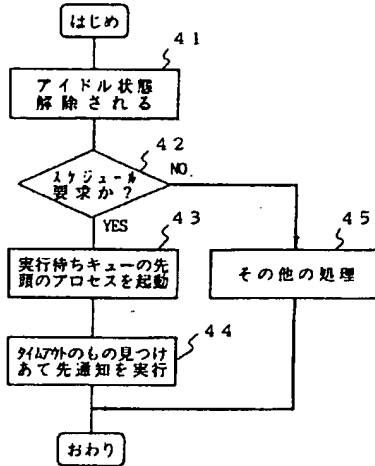 はじめ
41
アイドル状態
解除される
42
スケジュール
要求か？
NO
YES
43
実行待ちキューの先
頭のプロセスを起動
45
その他の処理
44
タイムアウトのもの見つけ
あて先通知を実行
おわり